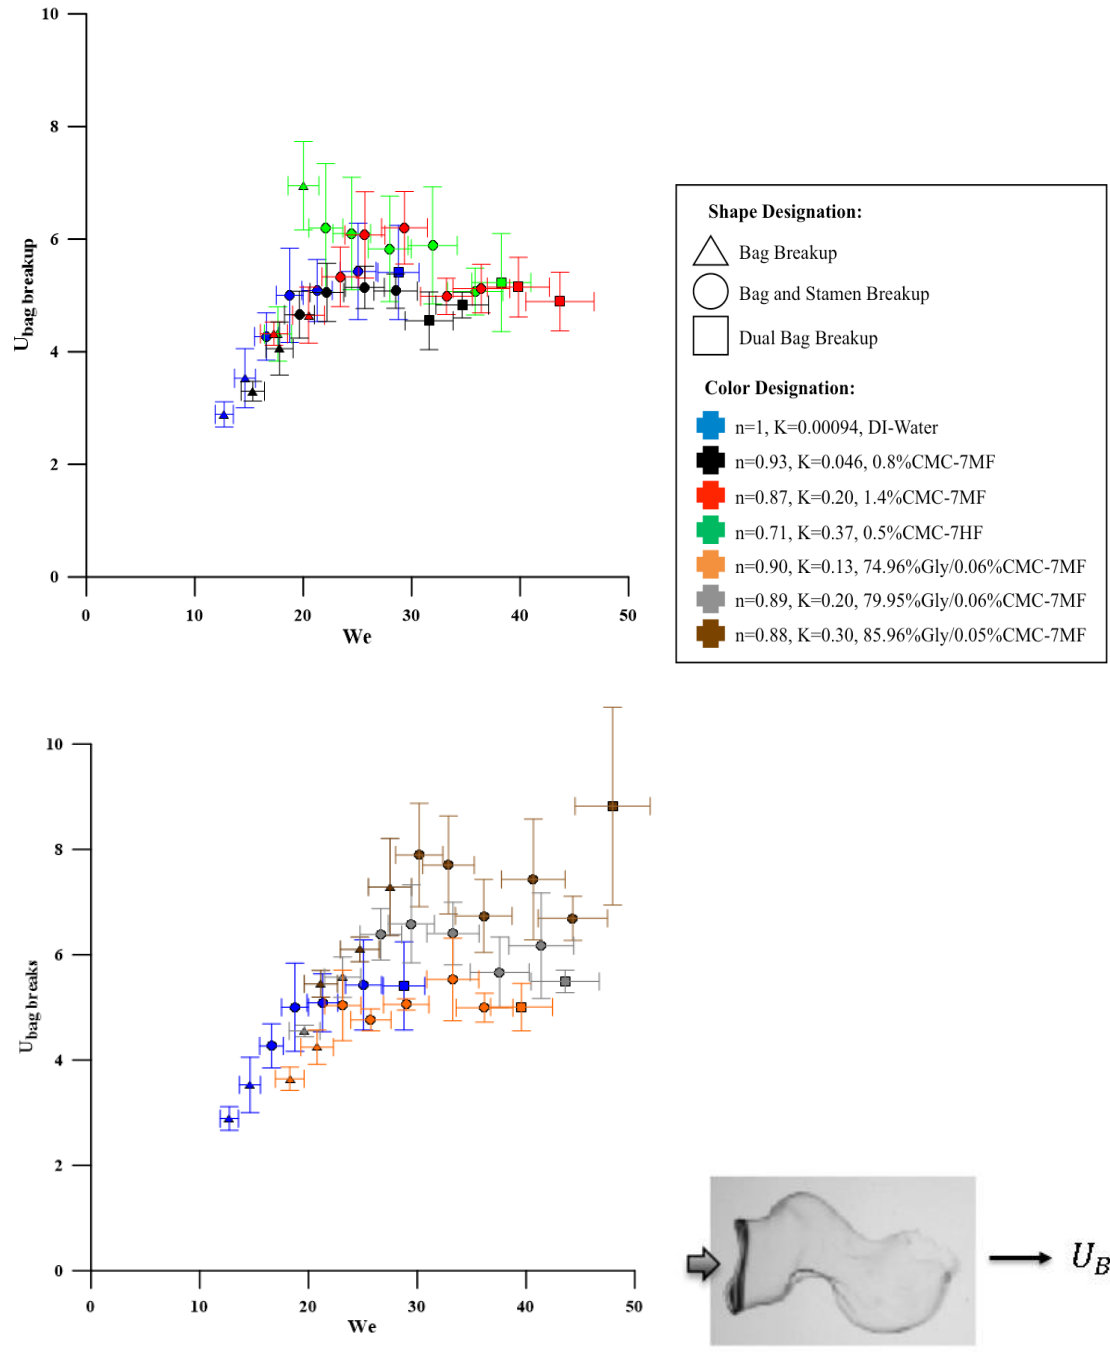 10
8
6
4
2
0
U bag breakup
0 10 20 30 40 50
We
Shape Designation:
Bag Breakup
Bag and Stamen Breakup
Dual Bag Breakup
Color Designation:
n=1, K=0.00094, DI-Water
n=0.93, K=0.046, 0.8%CMC-7MF
n=0.87, K=0.20, 1.4%CMC-7MF
n=0.71, K=0.37, 0.5%CMC-7HF
n=0.90, K=0.13, 74.96%Gly/0.06%CMC-7MF
n=0.89, K=0.20, 79.95%Gly/0.06%CMC-7MF
n=0.88, K=0.30, 85.96%Gly/0.05%CMC-7MF
10
8
6
4
2
0
U bag breaks
0 10 20 30 40 50
We
U_B